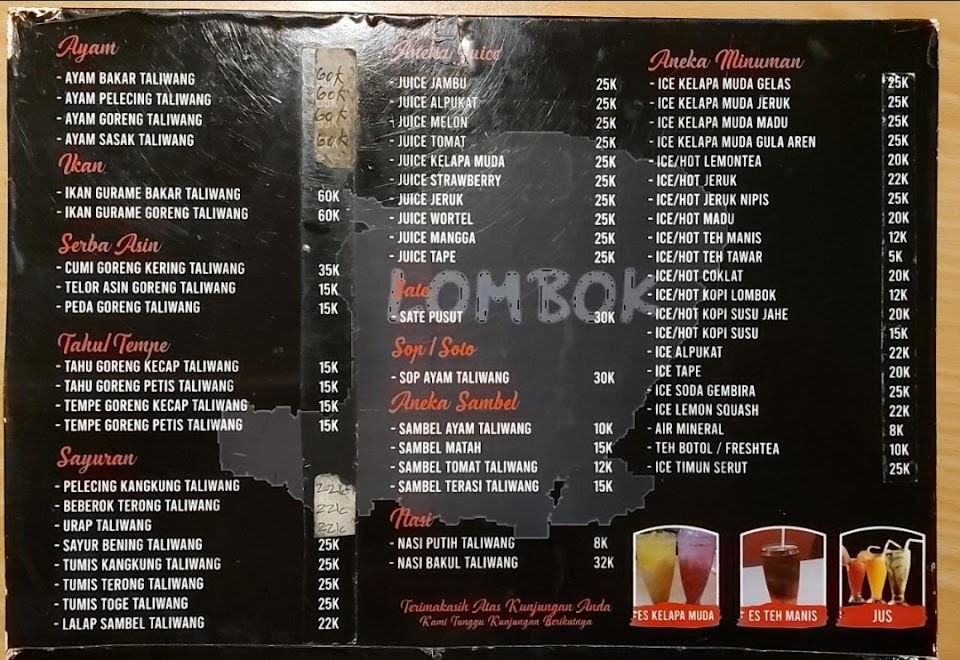 Ayam
- AYAM BAKAR TALIWANG 60K
- AYAM PELECING TALIWANG 60K
- AYAM GORENG TALIWANG 60K
- AYAM SASAK TALIWANG 60K
Ikan
- IKAN GURAME BAKAR TALIWANG 60K
- IKAN GURAME GORENG TALIWANG 60K
Serba Asin
- CUMI GORENG KERING TALIWANG 35K
- TELOR ASIN GORENG TALIWANG 15K
- PEDA GORENG TALIWANG 15K
Tahu/Tempe
- TAHU GORENG KECAP TALIWANG 15K
- TAHU GORENG PETIS TALIWANG 15K
- TEMPE GORENG KECAP TALIWANG 15K
- TEMPE GORENG PETIS TALIWANG 15K
Sayuran
- PELECING KANGKUNG TALIWANG 22K
- BEBEROK TERONG TALIWANG 22K
- URAP TALIWANG 22K
- SAYUR BENING TALIWANG 25K
- TUMIS KANGKUNG TALIWANG 25K
- TUMIS TERONG TALIWANG 25K
- TUMIS TOGE TALIWANG 25K
- LALAP SAMBEL TALIWANG 22K
Aneka Juice
- JUICE JAMBU 25K
- JUICE ALPUKAT 25K
- JUICE MELON 25K
- JUICE TOMAT 25K
- JUICE KELAPA MUDA 25K
- JUICE STRAWBERRY 25K
- JUICE JERUK 25K
- JUICE WORTEL 25K
- JUICE MANGGA 25K
- JUICE TAPE 25K
LOMBOK
Sate
- SATE PUSUT 30K
Sop / Soto
- SOP AYAM TALIWANG 30K
Aneka Sambel
- SAMBEL AYAM TALIWANG 10K
- SAMBEL MATAH 15K
- SAMBEL TOMAT TALIWANG 12K
- SAMBEL TERASI TALIWANG 15K
Nasi
- NASI PUTIH TALIWANG 8K
- NASI BAKUL TALIWANG 32K
Terimakasih Atas Kunjungan Anda
Kami Tunggu Kunjungan Berikutnya
Aneka Minuman
- ICE KELAPA MUDA GELAS 25K
- ICE KELAPA MUDA JERUK 25K
- ICE KELAPA MUDA MADU 25K
- ICE KELAPA MUDA GULA AREN 25K
- ICE/HOT LEMONTEA 20K
- ICE/HOT JERUK 22K
- ICE/HOT JERUK NIPIS 25K
- ICE/HOT MADU 20K
- ICE/HOT TEH MANIS 12K
- ICE/HOT TEH TAWAR 5K
- ICE/HOT COKLAT 20K
- ICE/HOT KOPI LOMBOK 12K
- ICE/HOT KOPI SUSU JAHE 20K
- ICE/HOT KOPI SUSU 15K
- ICE ALPUKAT 22K
- ICE TAPE 20K
- ICE SODA GEMBIRA 25K
- ICE LEMON SQUASH 22K
- AIR MINERAL 8K
- TEH BOTOL / FRESHTEA 10K
- ICE TIMUN SERUT 25K
ES KELAPA MUDA
ES TEH MANIS
JUS